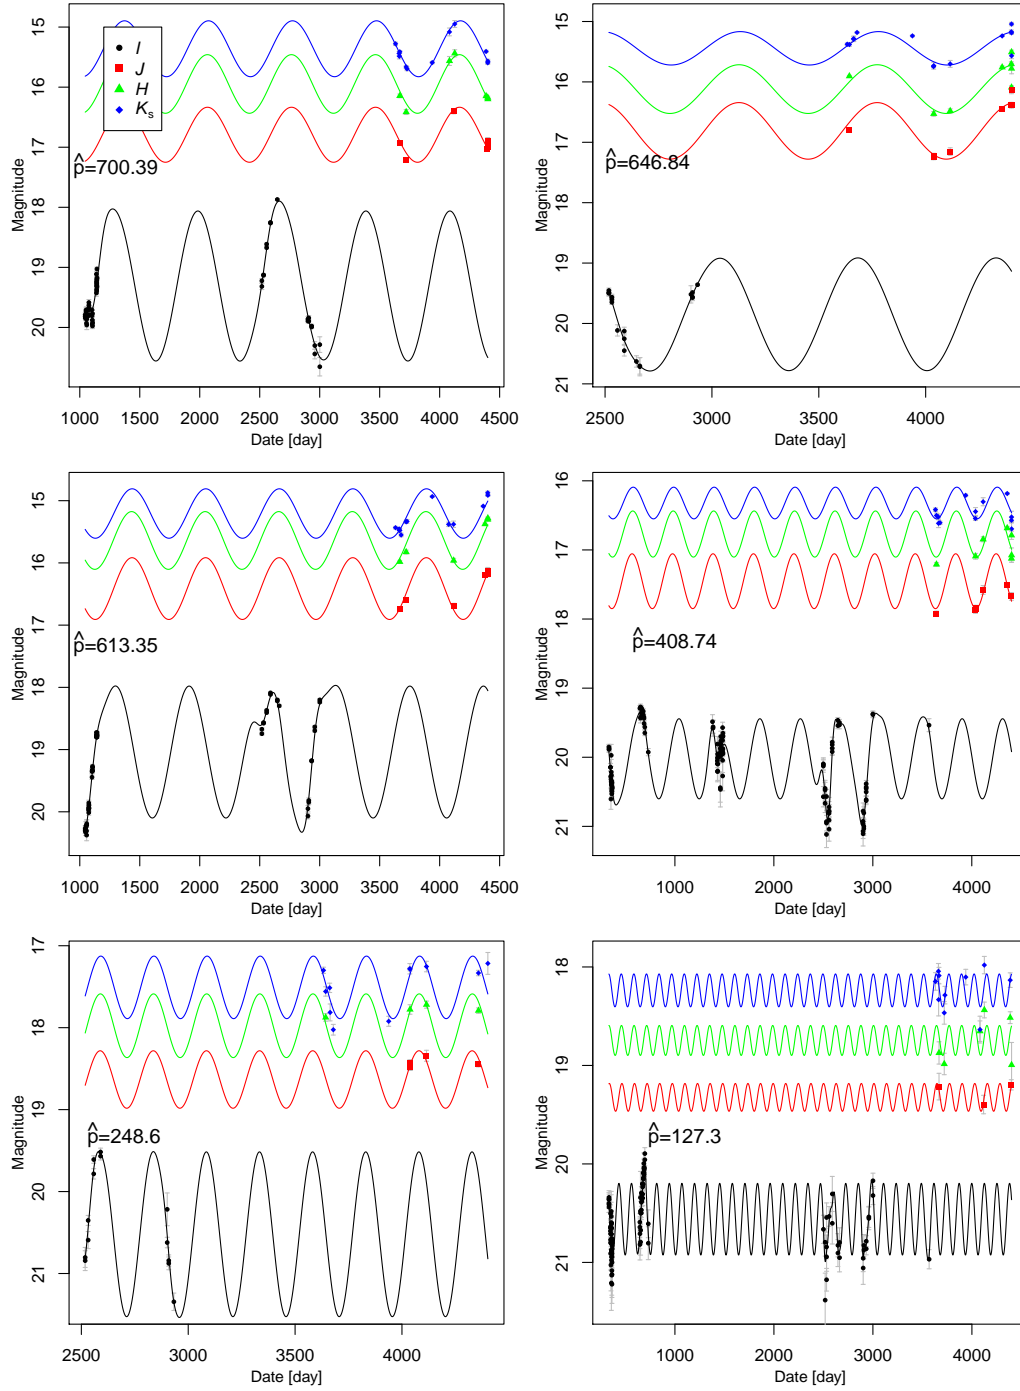 15
16
17
18
19
20
Magnitude
I
J
H
Ks
p̂=700.39
1000 1500 2000 2500 3000 3500 4000 4500
Date [day]
15
16
17
18
19
20
21
Magnitude
p̂=646.84
2500 3000 3500 4000
Date [day]
15
16
17
18
19
20
Magnitude
p̂=613.35
1000 1500 2000 2500 3000 3500 4000 4500
Date [day]
16
17
18
19
20
21
Magnitude
p̂=408.74
1000 2000 3000 4000
Date [day]
17
18
19
20
21
Magnitude
p̂=248.6
2500 3000 3500 4000
Date [day]
18
19
20
21
Magnitude
p̂=127.3
1000 2000 3000 4000
Date [day]